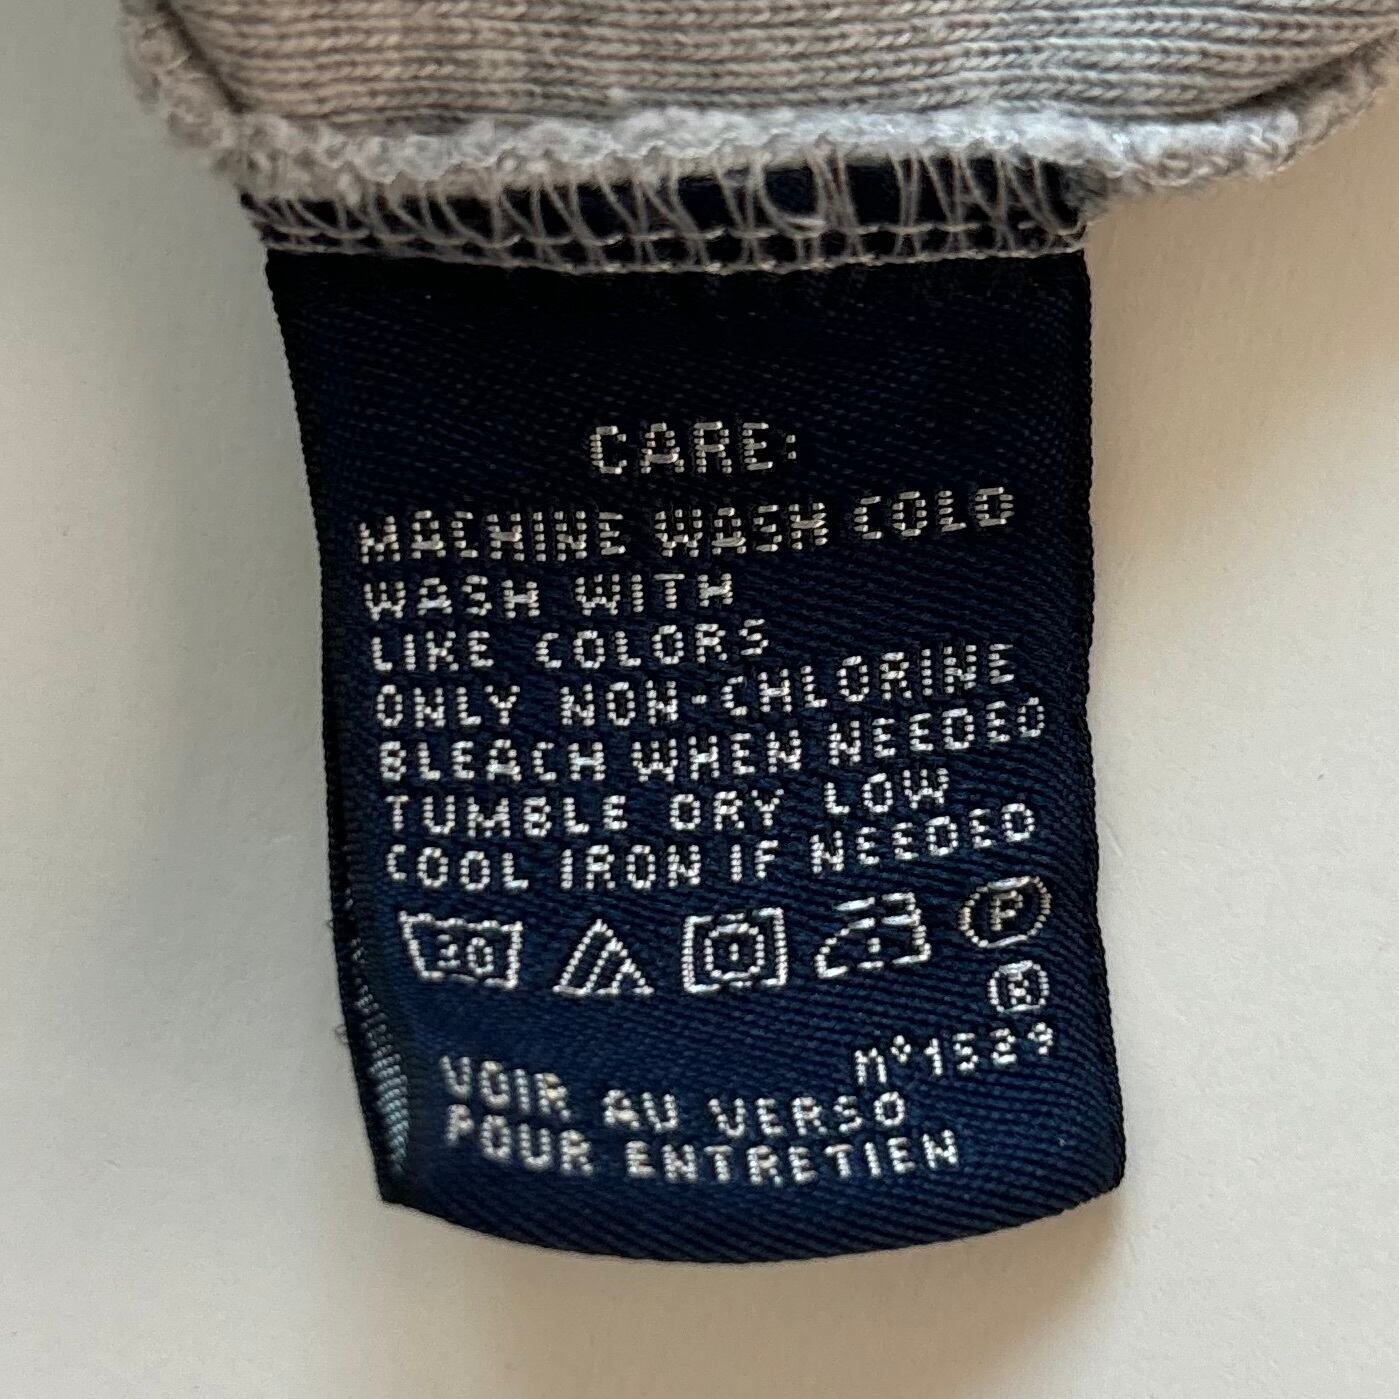 CARE:
MACHINE WASH COLD
WASH WITH
LIKE COLORS
ONLY NON-CHLORINE
BLEACH WHEN NEEDED
TUMBLE DRY LOW
COOL IRON IF NEEDED
30 P
R
Nº1529
VOIR AU VERSO
POUR ENTRETIEN